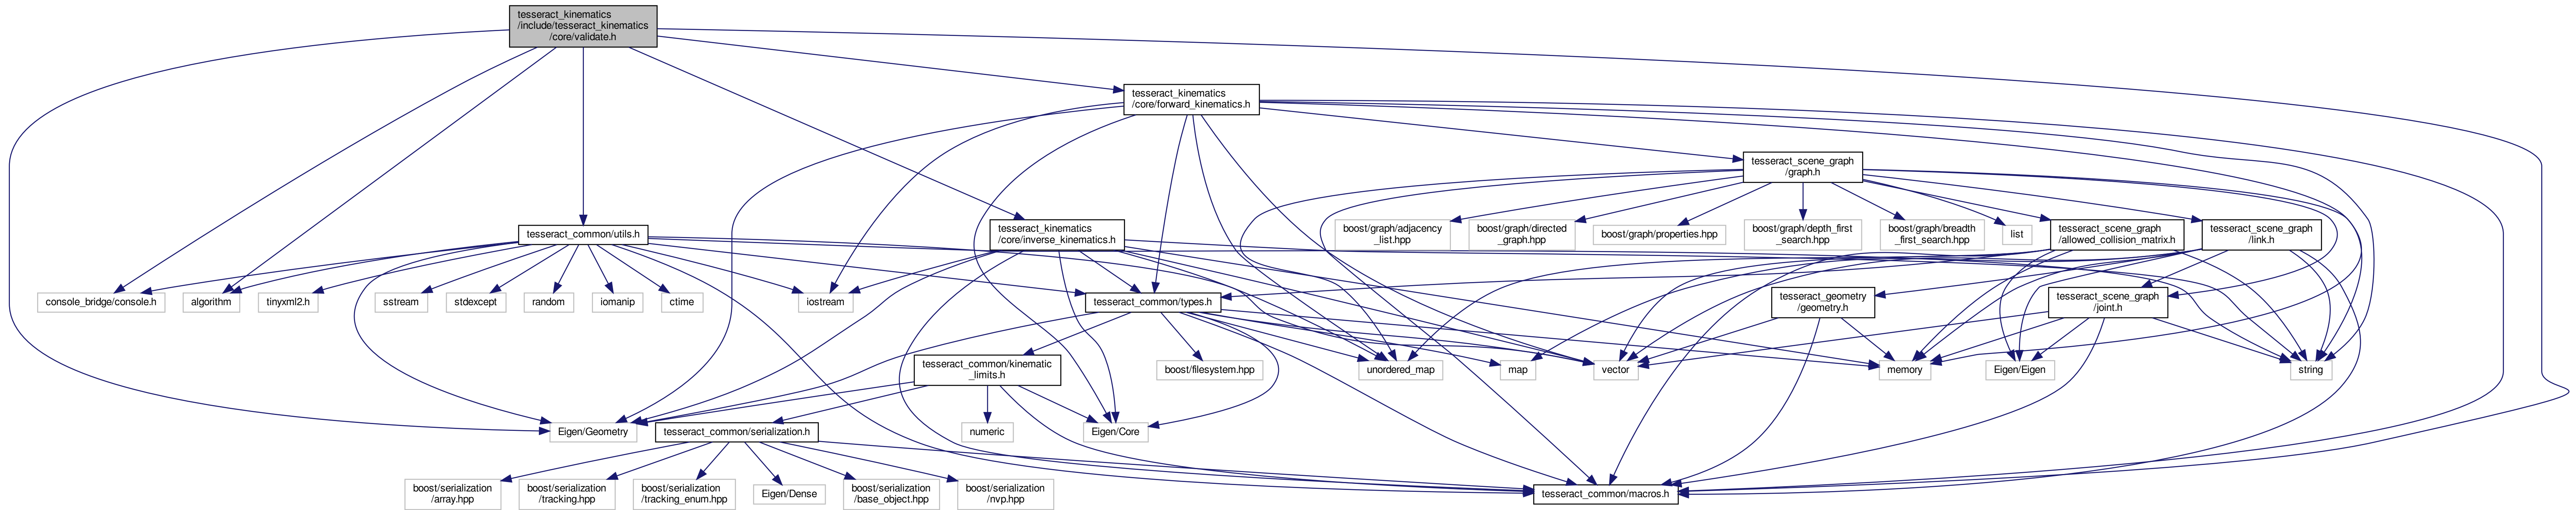 tesseract_kinematics
/include/tesseract_kinematics
/core/validate.h
tesseract_kinematics
/core/forward_kinematics.h
tesseract_scene_graph
/graph.h
tesseract_common/utils.h
tesseract_kinematics
/core/inverse_kinematics.h
boost/graph/adjacency
_list.hpp
boost/graph/directed
_graph.hpp
boost/graph/properties.hpp
boost/graph/depth_first
_search.hpp
boost/graph/breadth
_first_search.hpp
list
tesseract_scene_graph
/allowed_collision_matrix.h
tesseract_scene_graph
/link.h
console_bridge/console.h
algorithm
tinyxml2.h
sstream
stdexcept
random
iomanip
ctime
iostream
tesseract_common/types.h
tesseract_geometry
/geometry.h
tesseract_scene_graph
/joint.h
tesseract_common/kinematic
_limits.h
boost/filesystem.hpp
unordered_map
map
vector
memory
Eigen/Eigen
string
Eigen/Geometry
tesseract_common/serialization.h
numeric
Eigen/Core
boost/serialization
/array.hpp
boost/serialization
/tracking.hpp
boost/serialization
/tracking_enum.hpp
Eigen/Dense
boost/serialization
/base_object.hpp
boost/serialization
/nvp.hpp
tesseract_common/macros.h